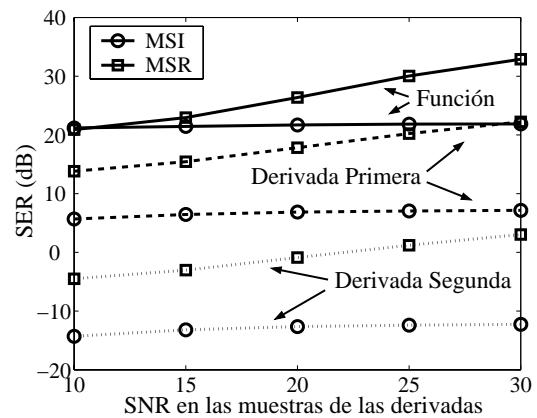 40
30
20
10
0
−10
−20
SER (dB)
MSI
MSR
Función
Derivada Primera
Derivada Segunda
10 15 20 25 30
SNR en las muestras de las derivadas